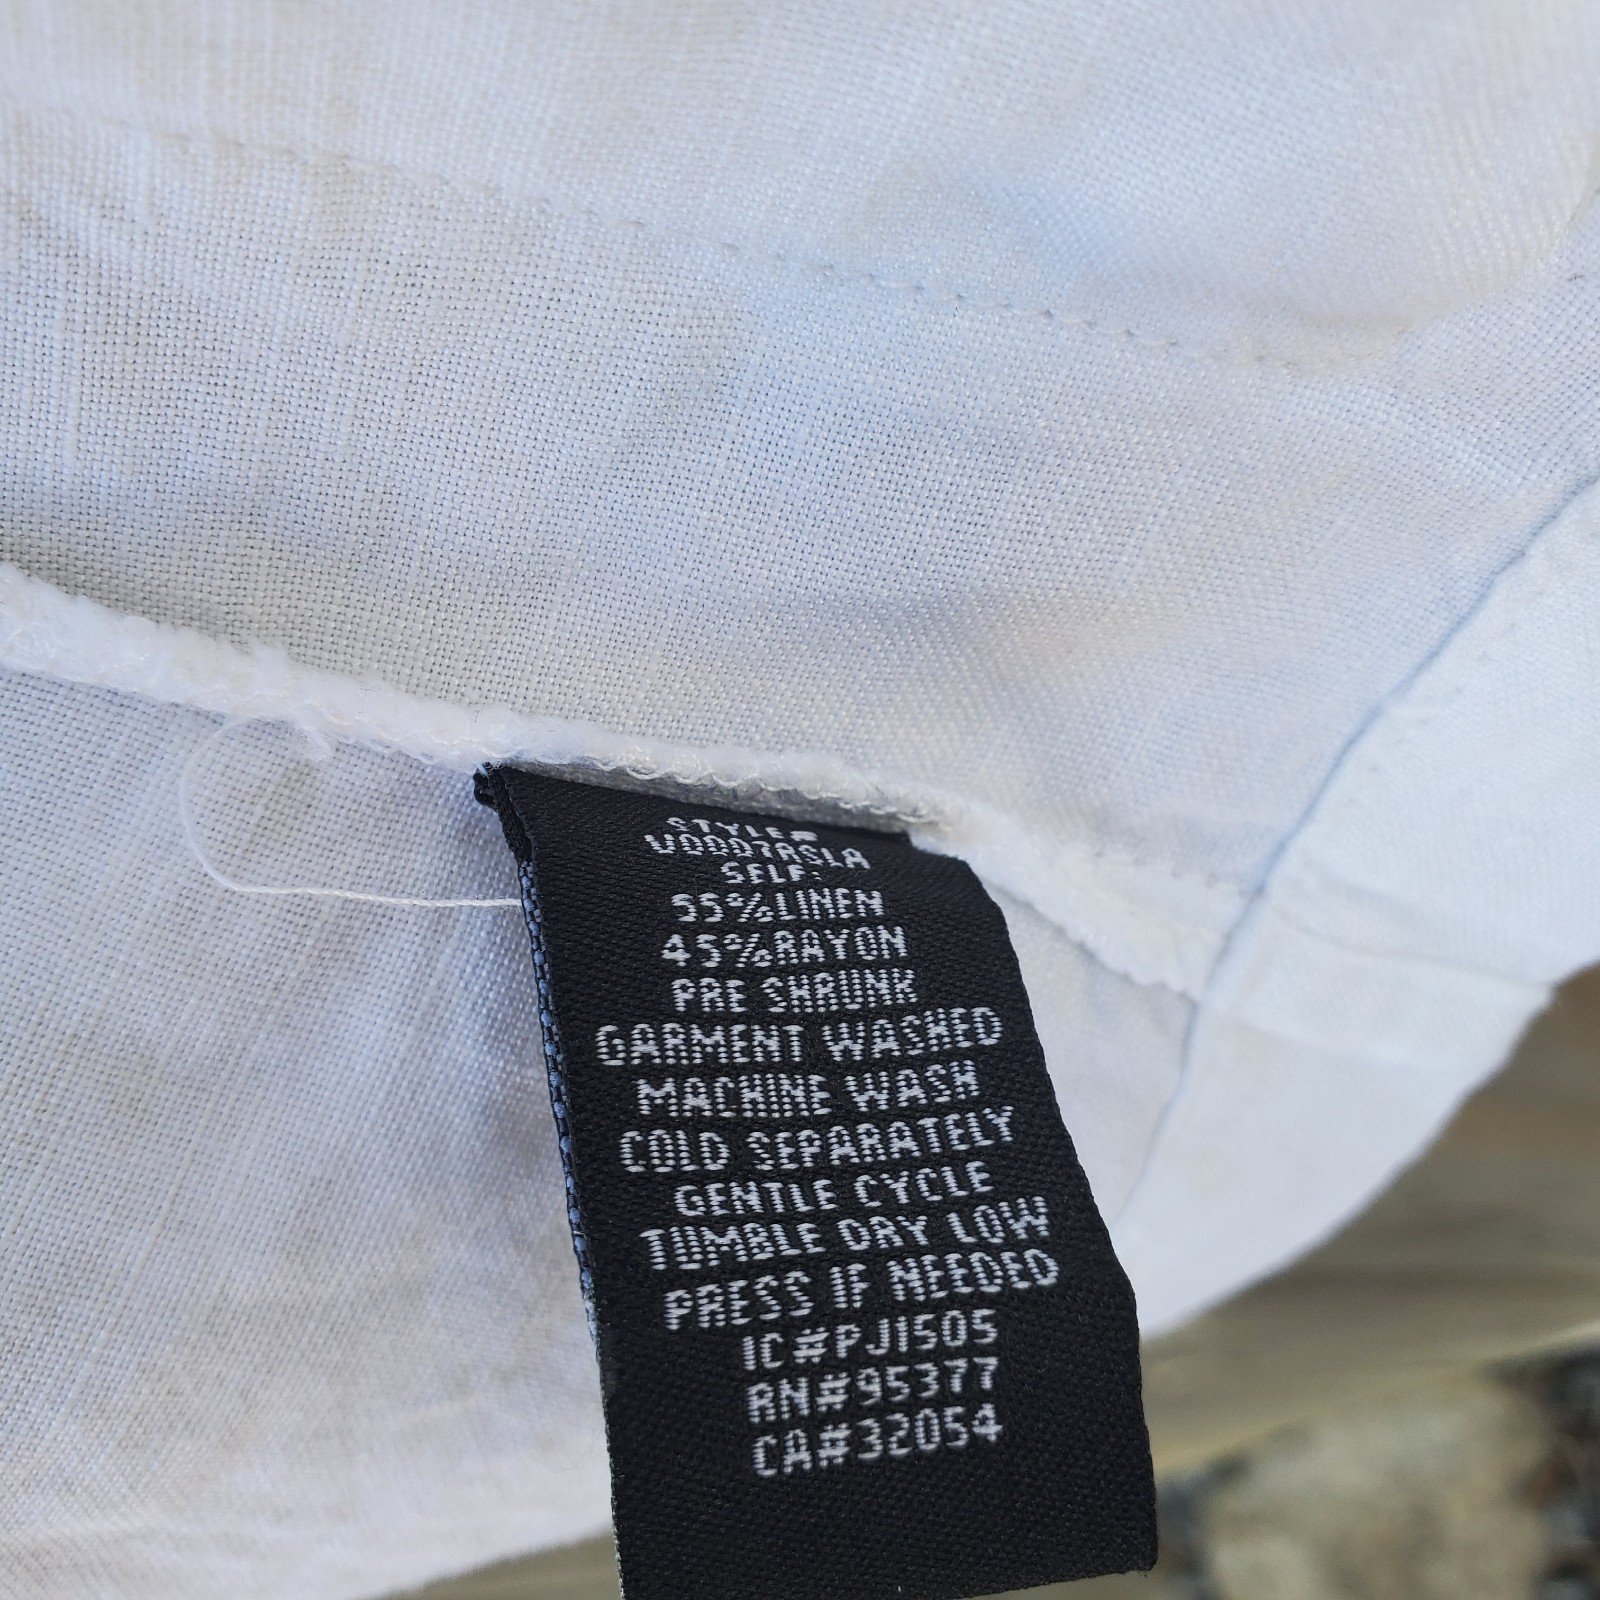 STYLE#
VD007ASLA
SELF:
55%LINEN
45%RAYON
PRE SHRUNK
GARMENT WASHED
MACHINE WASH
COLD SEPARATELY
GENTLE CYCLE
TUMBLE DRY LOW
PRESS IF NEEDED
IC#PJ1505
RN#95377
CA#32054